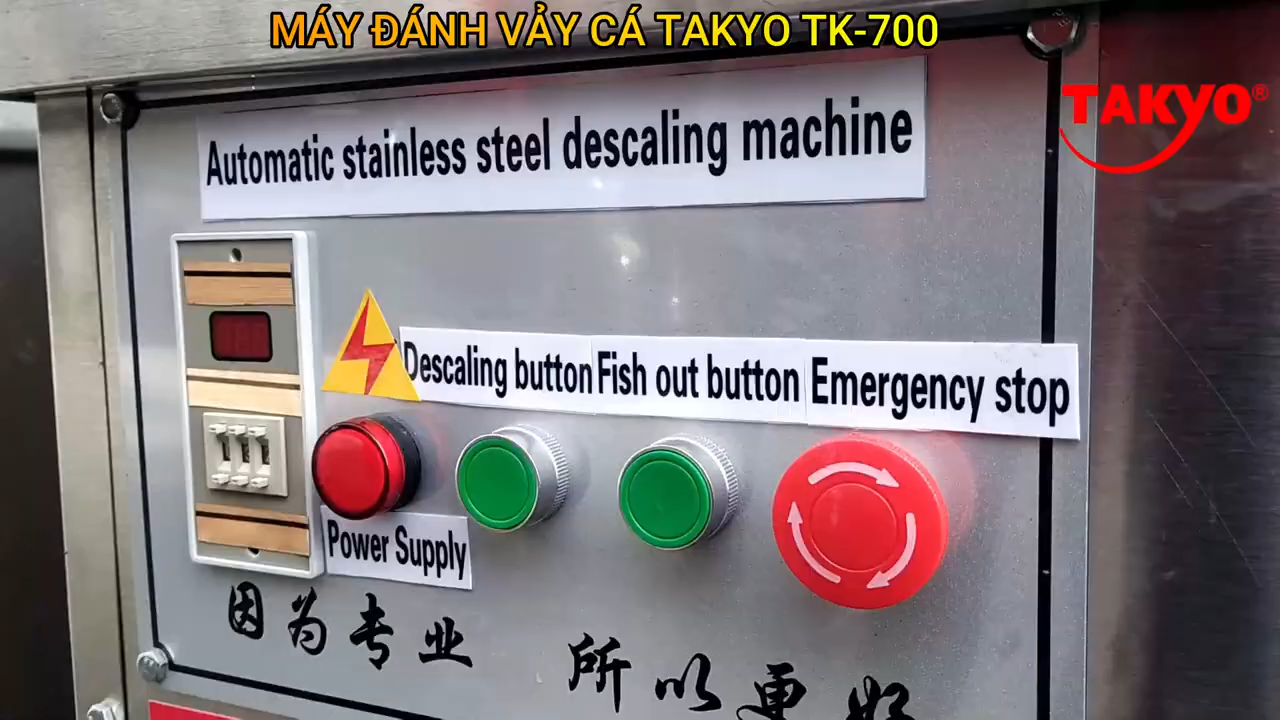 MÁY ĐÁNH VẢY CÁ TAKYO TK-700
TAKYO®
Automatic stainless steel descaling machine
Descaling button Fish out button Emergency stop
Power Supply
因为专业 所以更好